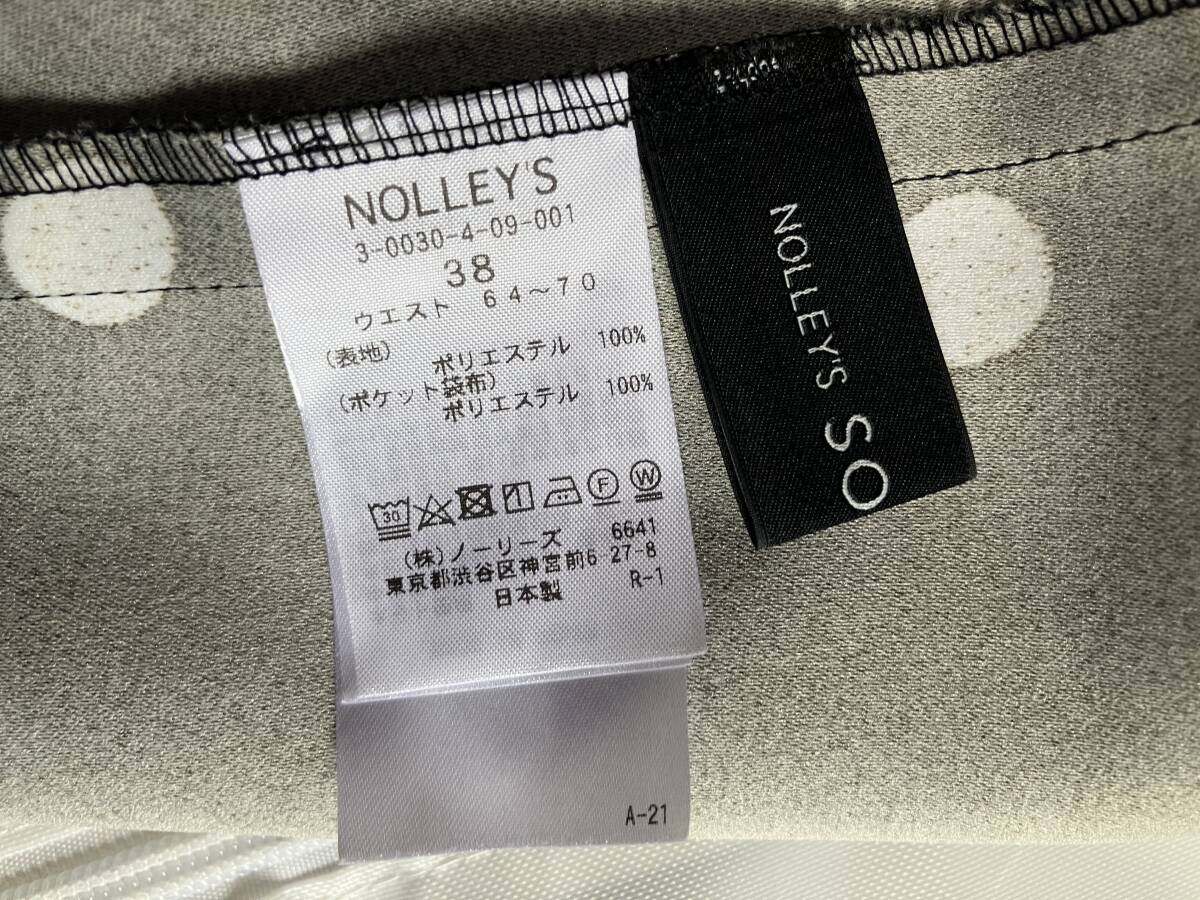 NOLLEY'S
3-0030-4-09-001
38
ウエスト 64~70
(表地)
ポリエステル 100%
(ポケット袋布)
ポリエステル 100%
30
F
W
(株)ノーリーズ 6641
東京都渋谷区神宮前6 27-8
日本製 R-1
A-21
NOLLEY'S SO